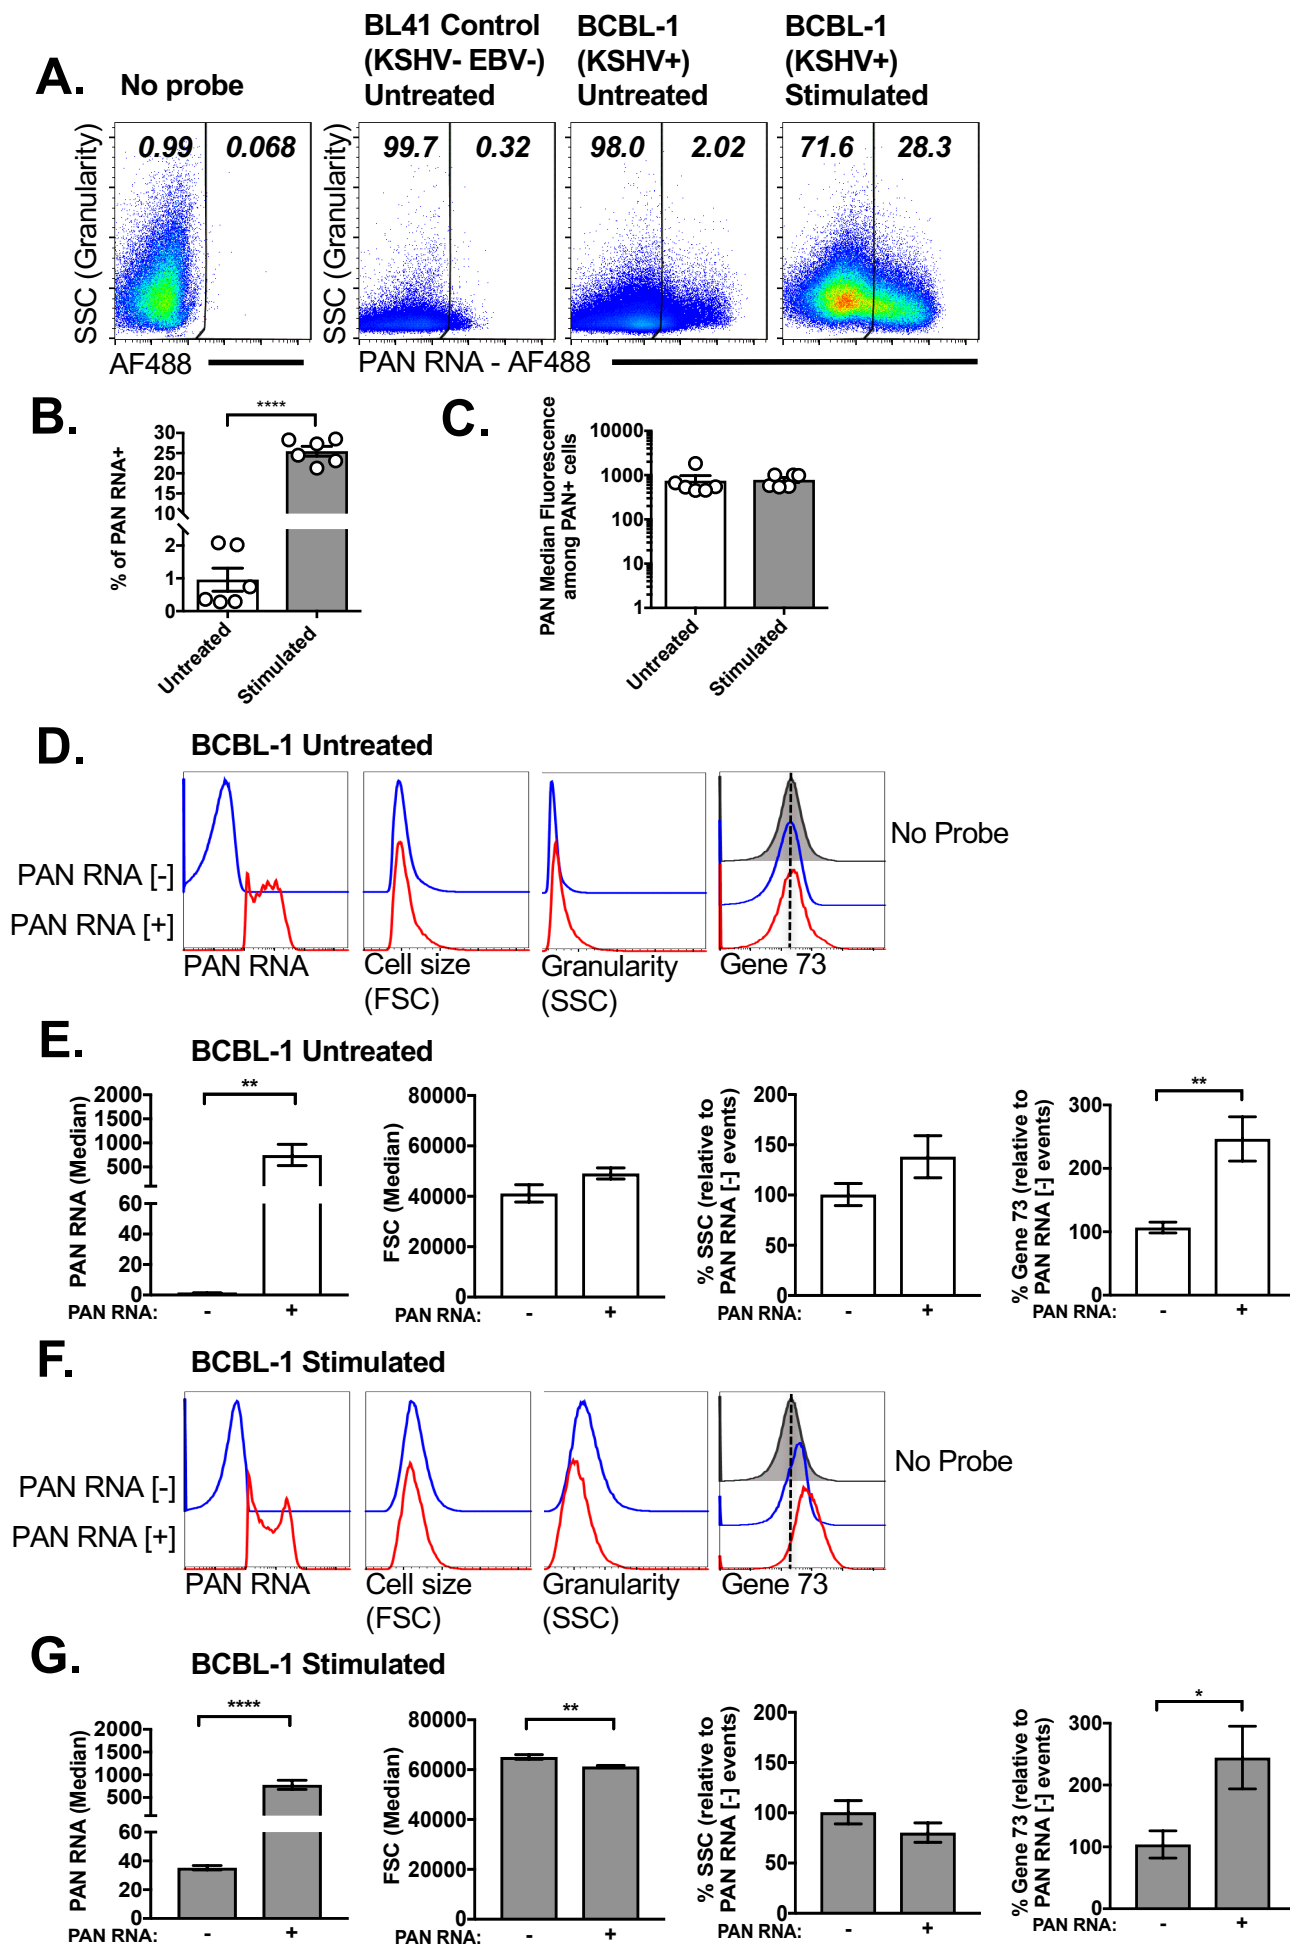 A.
No probe
BL41 Control
(KSHV- EBV-)
Untreated
BCBL-1
(KSHV+)
Untreated
BCBL-1
(KSHV+)
Stimulated
SSC (Granularity)
0.99 0.068
AF488
SSC (Granularity)
99.7 0.32
98.0 2.02
71.6 28.3
PAN RNA - AF488
B.
% of PAN RNA+
30
25
20
15
10
2
1
0
****
Untreated
Stimulated
C.
PAN Median Fluorescence
among PAN+ cells
10000
1000
100
10
1
Untreated
Stimulated
D.
BCBL-1 Untreated
PAN RNA [-]
PAN RNA [+]
No Probe
PAN RNA
Cell size
(FSC)
Granularity
(SSC)
Gene 73
E.
BCBL-1 Untreated
PAN RNA (Median)
2000
1500
1000
500
60
40
20
0
**
PAN RNA: - +
FSC (Median)
80000
60000
40000
20000
0
PAN RNA: - +
% SSC (relative to
PAN RNA [-] events)
200
150
100
50
0
PAN RNA: - +
% Gene 73 (relative to
PAN RNA [-] events)
300
200
100
0
**
PAN RNA: - +
F.
BCBL-1 Stimulated
PAN RNA [-]
PAN RNA [+]
No Probe
PAN RNA
Cell size
(FSC)
Granularity
(SSC)
Gene 73
G.
BCBL-1 Stimulated
PAN RNA (Median)
2000
1500
1000
500
60
40
20
0
****
PAN RNA: - +
FSC (Median)
80000
60000
40000
20000
0
**
PAN RNA: - +
% SSC (relative to
PAN RNA [-] events)
200
150
100
50
0
PAN RNA: - +
% Gene 73 (relative to
PAN RNA [-] events)
300
200
100
0
*
PAN RNA: - +